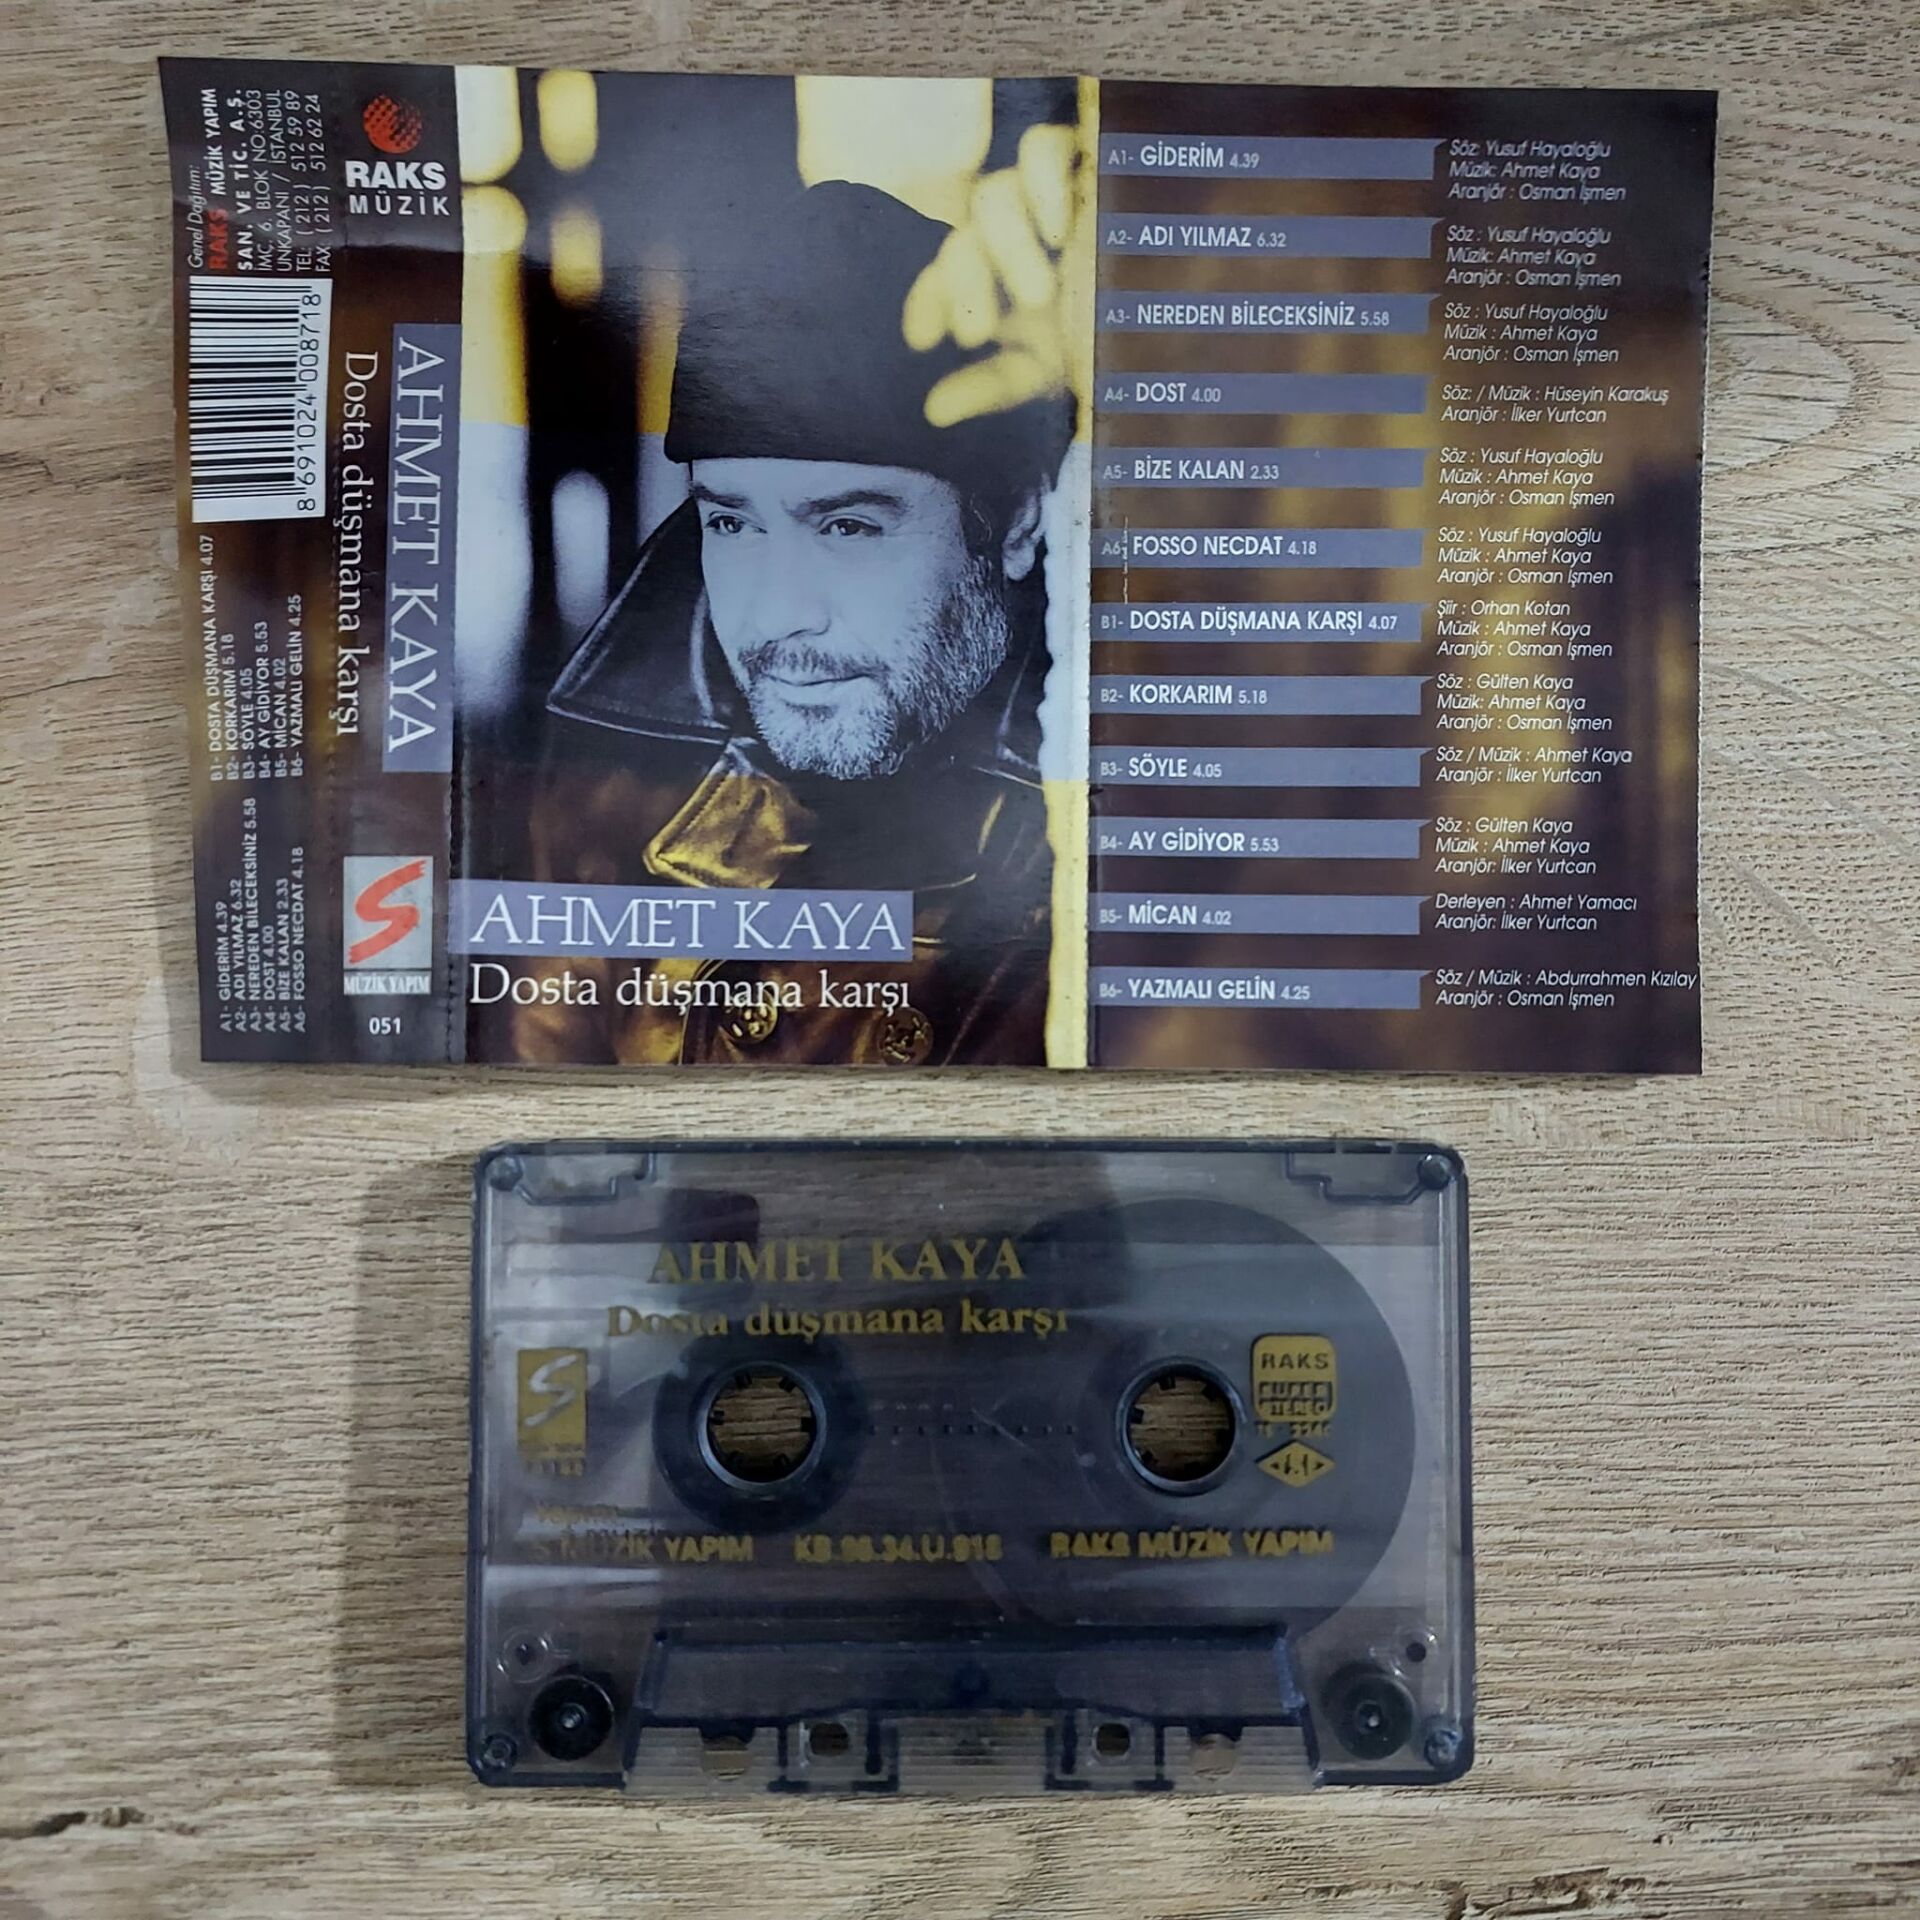 Genel Dağıtım:
RAKS MÜZİK YAPIM
SAN. VE TİC. A.Ş.
İMÇ. 6. BLOK NO:6303
UNKAPANI / İSTANBUL
TEL: ( 212 ) 512 59 89
FAX: ( 212 ) 512 62 24
8 691024 008718
B1- DOSTA DÜŞMANA KARŞI 4.07
B2- KORKARIM 5.18
B3- SÖYLE 4.05
B4- AY GİDİYOR 5.53
B5- MİCAN 4.02
B6- YAZMALI GELİN 4.25
A1- GİDERİM 4.39
A2- ADI YILMAZ 6.32
A3- NEREDEN BİLECEKSİNİZ 5.58
A4- DOST 4.00
A5- BİZE KALAN 2.33
A6- FOSSO NECDAT 4.18
RAKS
MÜZİK
AHMET KAYA
Dosta düşmana karşı
S
MÜZİK YAPIM
051
AHMET KAYA
Dosta düşmana karşı
A1- GİDERİM 4.39
Söz: Yusuf Hayaloğlu
Müzik: Ahmet Kaya
Aranjör : Osman İşmen
A2- ADI YILMAZ 6.32
Söz : Yusuf Hayaloğlu
Müzik: Ahmet Kaya
Aranjör : Osman İşmen
A3- NEREDEN BİLECEKSİNİZ 5.58
Söz : Yusuf Hayaloğlu
Müzik : Ahmet Kaya
Aranjör : Osman İşmen
A4- DOST 4.00
Söz: / Müzik : Hüseyin Karakuş
Aranjör : İlker Yurtcan
A5- BİZE KALAN 2.33
Söz : Yusuf Hayaloğlu
Müzik : Ahmet Kaya
Aranjör : Osman İşmen
A6- FOSSO NECDAT 4.18
Söz : Yusuf Hayaloğlu
Müzik : Ahmet Kaya
Aranjör : Osman İşmen
B1- DOSTA DÜŞMANA KARŞI 4.07
Şiir : Orhan Kotan
Müzik : Ahmet Kaya
Aranjör : Osman İşmen
B2- KORKARIM 5.18
Söz : Gülten Kaya
Müzik: Ahmet Kaya
Aranjör : Osman İşmen
B3- SÖYLE 4.05
Söz / Müzik : Ahmet Kaya
Aranjör : İlker Yurtcan
B4- AY GİDİYOR 5.53
Söz : Gülten Kaya
Müzik : Ahmet Kaya
Aranjör: İlker Yurtcan
B5- MİCAN 4.02
Derleyen : Ahmet Yamacı
Aranjör: İlker Yurtcan
B6- YAZMALI GELİN 4.25
Söz / Müzik : Abdurrahmen Kızılay
Aranjör : Osman İşmen
AHMET KAYA
Dosta düşmana karşı
S
RAKS
SUPER
STEREO
Yapım:
S MÜZİK YAPIM
KB.98.34.Ü.918
RAKS MÜZİK YAPIM